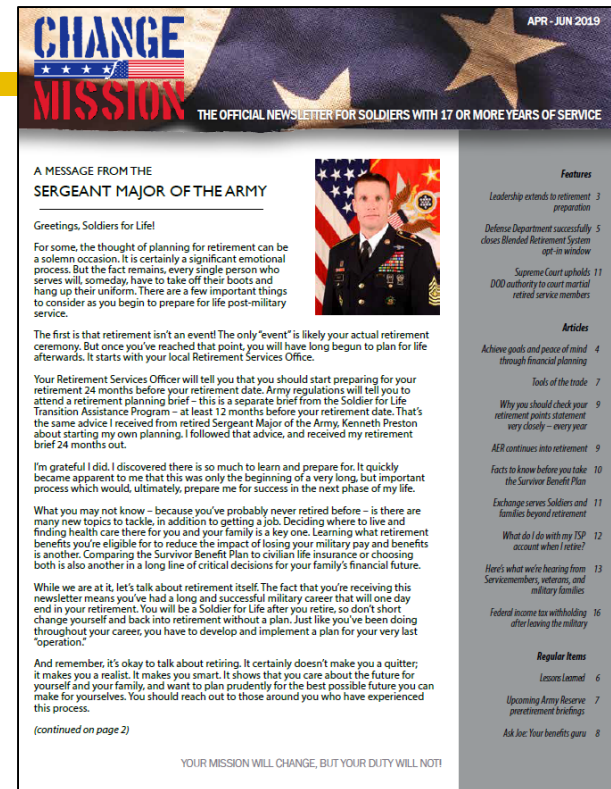 CHANGE
MISSION
APR - JUN 2019
THE OFFICIAL NEWSLETTER FOR SOLDIERS WITH 17 OR MORE YEARS OF SERVICE
A MESSAGE FROM THE
SERGEANT MAJOR OF THE ARMY
Greetings, Soldiers for Life!
For some, the thought of planning for retirement can be
a solemn occasion. It is certainly a significant emotional
process. But the fact remains, every single person who
serves will, someday, have to take off their boots and
hang up their uniform. There are a few important things
to consider as you begin to prepare for life post-military
service.
The first is that retirement isn't an event! The only "event" is likely your actual retirement
ceremony. But once you've reached that point, you will have long begun to plan for life
afterwards. It starts with your local Retirement Services Office.
Your Retirement Services Officer will tell you that you should start preparing for your
retirement 24 months before your retirement date. Army regulations will tell you to
attend a retirement planning brief – this is a separate brief from the Soldier for Life
Transition Assistance Program – at least 12 months before your retirement date. That's
the same advice I received from retired Sergeant Major of the Army, Kenneth Preston
about starting my own planning. I followed that advice, and received my retirement
brief 24 months out.
I'm grateful I did. I discovered there is so much to learn and prepare for. It quickly
became apparent to me that this was only the beginning of a very long, but important
process which would, ultimately, prepare me for success in the next phase of my life.
What you may not know – because you've probably never retired before – is there are
many new topics to tackle, in addition to getting a job. Deciding where to live and
finding health care there for you and your family is a key one. Learning what retirement
benefits you're eligible for to reduce the impact of losing your military pay and benefits
is another. Comparing the Survivor Benefit Plan to civilian life insurance or choosing
both is also another in a long line of critical decisions for your family's financial future.
While we are at it, let's talk about retirement itself. The fact that you're receiving this
newsletter means you've had a long and successful military career that will one day
end in your retirement. You will be a Soldier for Life after you retire, so don't short
change yourself and back into retirement without a plan. Just like you've been doing
throughout your career, you have to develop and implement a plan for your very last
"operation."
And remember, it's okay to talk about retiring. It certainly doesn't make you a quitter;
it makes you a realist. It makes you smart. It shows that you care about the future for
yourself and your family, and want to plan prudently for the best possible future you can
make for yourselves. You should reach out to those around you who have experienced
this process.
(continued on page 2)
Features
Leadership extends to retirement 3
preparation
Defense Department successfully 5
closes Blended Retirement System
opt-in window
Supreme Court upholds 11
DOD authority to court martial
retired service members
Articles
Achieve goals and peace of mind 4
through financial planning
Tools of the trade 7
Why you should check your 9
retirement points statement
very closely – every year
AER continues into retirement 9
Facts to know before you take 10
the Survivor Benefit Plan
Exchange serves Soldiers and 11
families beyond retirement
What do I do with my TSP 12
account when I retire?
Here's what we're hearing from 13
Servicemembers, veterans, and
military families
Federal income tax withholding 16
after leaving the military
Regular Items
Lessons Learned 6
Upcoming Army Reserve 7
preretirement briefings
Ask Joe: Your benefits guru 8
YOUR MISSION WILL CHANGE, BUT YOUR DUTY WILL NOT!